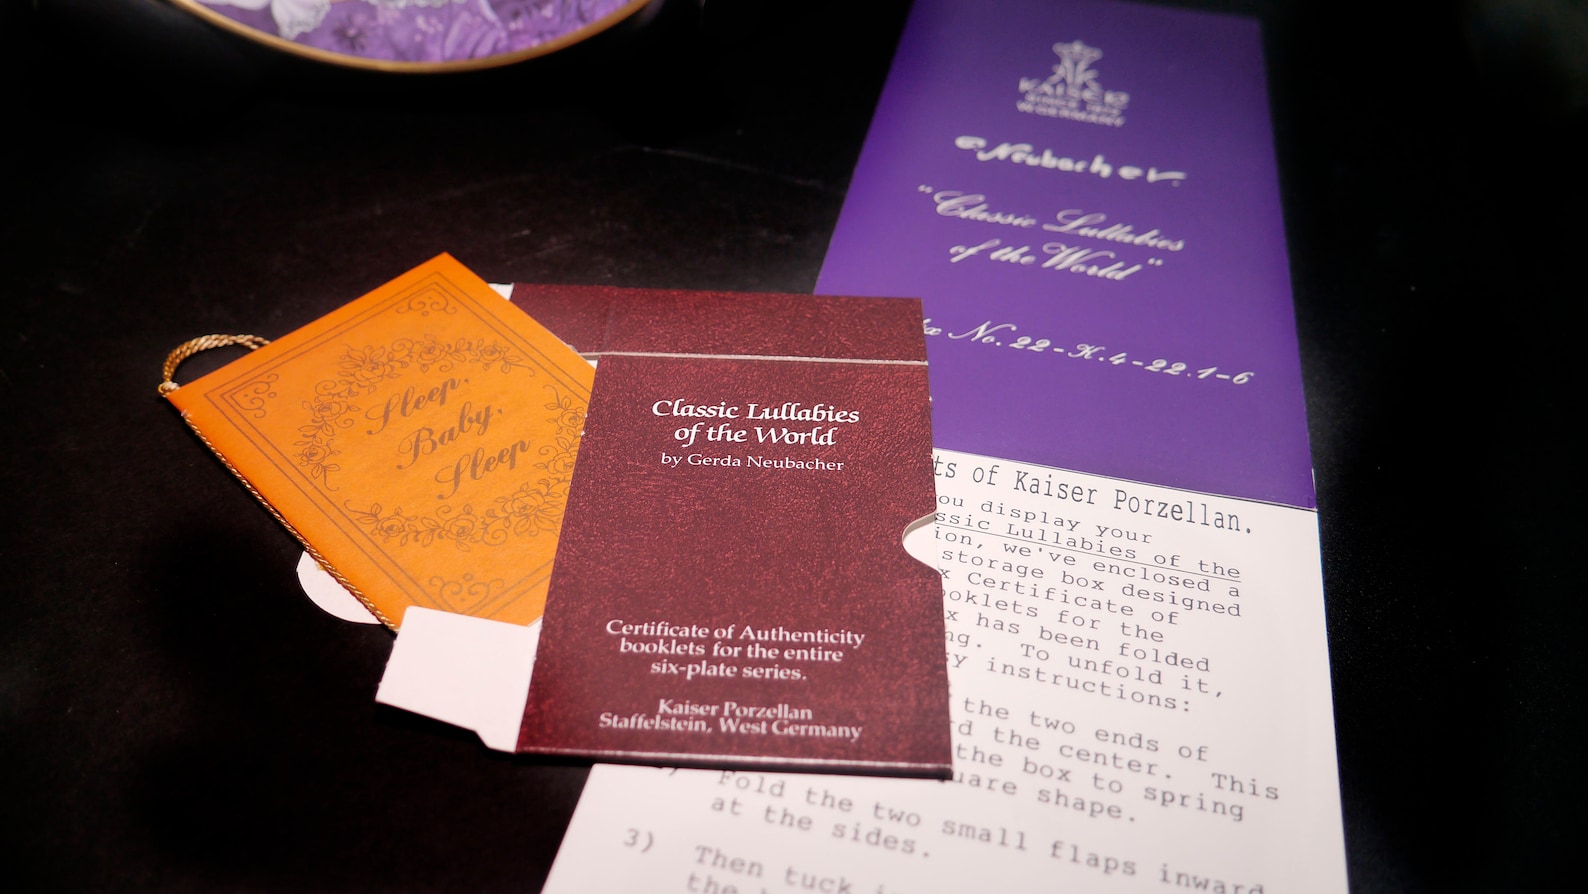 KAISER
W.GERMANY
e. Neubacher
"Classic Lullabies
of the World"
No. 22-K.4-22.1-6
Sleep,
Baby,
Sleep
Classic Lullabies
of the World
by Gerda Neubacher
Certificate of Authenticity
booklets for the entire
six-plate series.
Kaiser Porzellan
Staffelstein, West Germany
ts of Kaiser Porzellan.
ou display your
ssic Lullabies of the
ion, we've enclosed a
storage box designed
x Certificate of
ooklets for the
x has been folded
ng. To unfold it,
sy instructions:
the two ends of
d the center. This
the box to spring
uare shape.
Fold the two small flaps inward
at the sides.
3) Then tuck
the